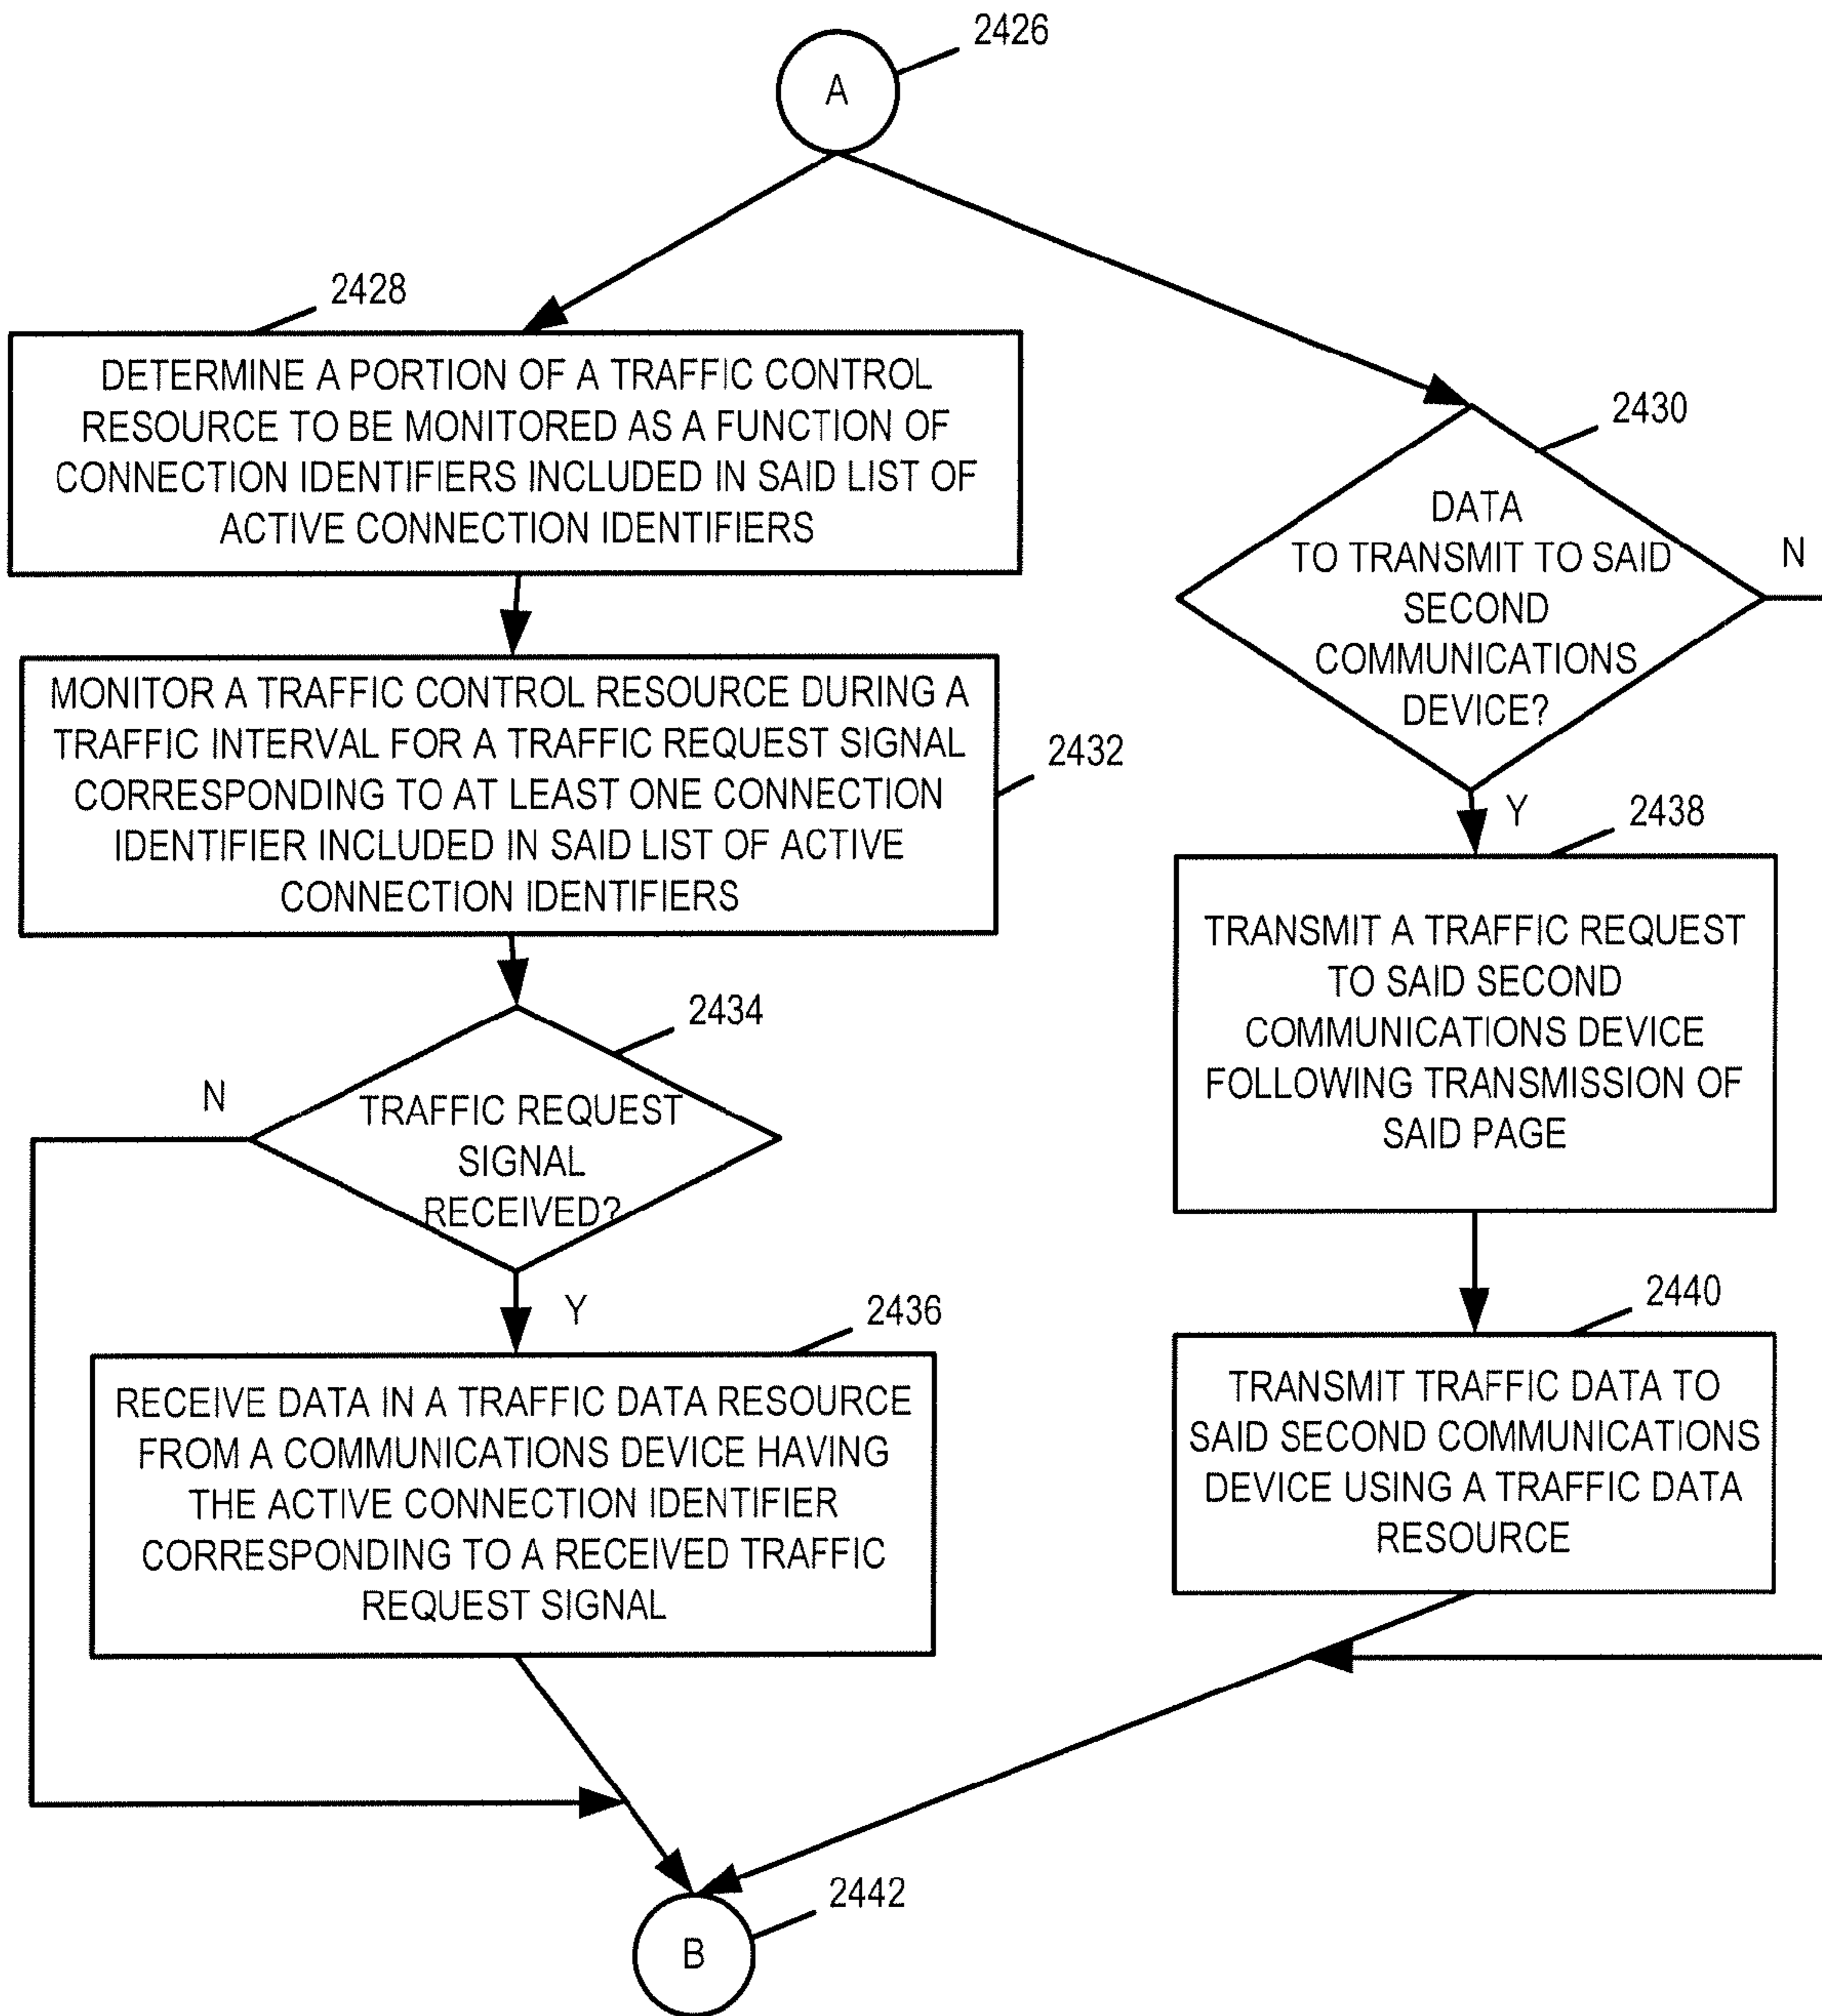 2426
A
2428
DETERMINE A PORTION OF A TRAFFIC CONTROL
RESOURCE TO BE MONITORED AS A FUNCTION OF
CONNECTION IDENTIFIERS INCLUDED IN SAID LIST OF
ACTIVE CONNECTION IDENTIFIERS
2430
DATA
TO TRANSMIT TO SAID
SECOND
COMMUNICATIONS
DEVICE?
N
Y
MONITOR A TRAFFIC CONTROL RESOURCE DURING A
TRAFFIC INTERVAL FOR A TRAFFIC REQUEST SIGNAL
CORRESPONDING TO AT LEAST ONE CONNECTION
IDENTIFIER INCLUDED IN SAID LIST OF ACTIVE
CONNECTION IDENTIFIERS
2432
2434
TRAFFIC REQUEST
SIGNAL
RECEIVED?
N
Y
2436
RECEIVE DATA IN A TRAFFIC DATA RESOURCE
FROM A COMMUNICATIONS DEVICE HAVING
THE ACTIVE CONNECTION IDENTIFIER
CORRESPONDING TO A RECEIVED TRAFFIC
REQUEST SIGNAL
2438
TRANSMIT A TRAFFIC REQUEST
TO SAID SECOND
COMMUNICATIONS DEVICE
FOLLOWING TRANSMISSION OF
SAID PAGE
2440
TRANSMIT TRAFFIC DATA TO
SAID SECOND COMMUNICATIONS
DEVICE USING A TRAFFIC DATA
RESOURCE
2442
B